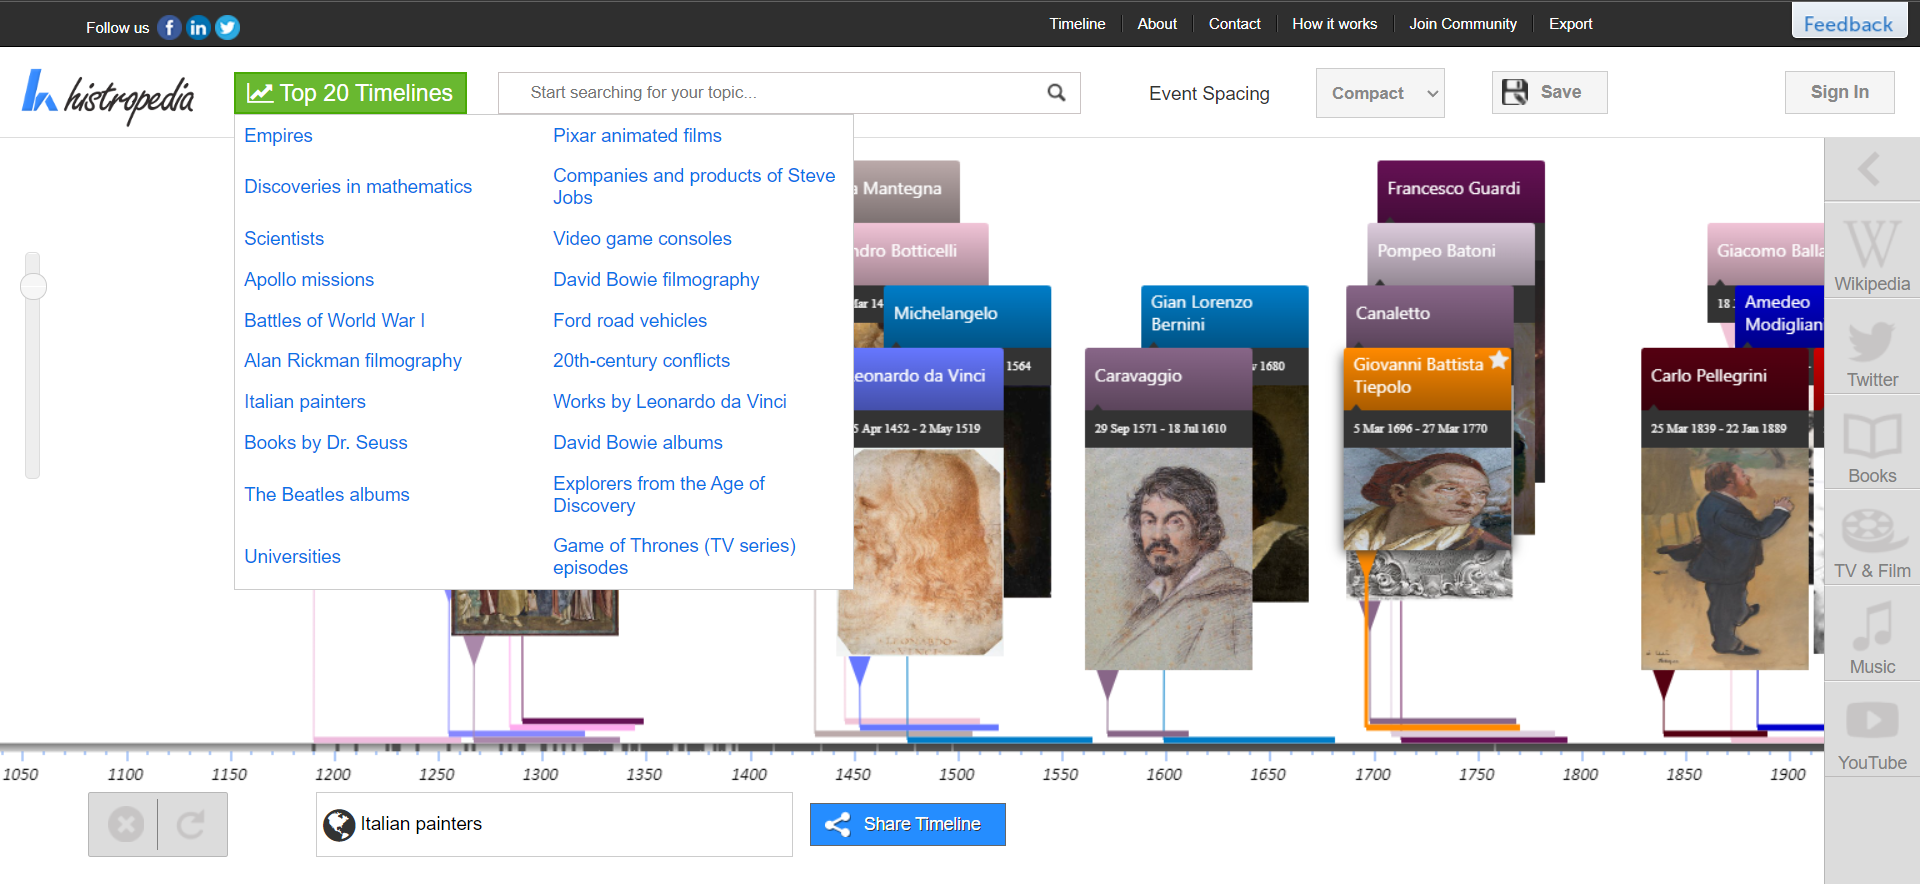 Follow us
Timeline
About
Contact
How it works
Join Community
Export
Feedback
histropedia
Top 20 Timelines
Start searching for your topic...
Event Spacing
Compact
Save
Sign In
Empires
Pixar animated films
Discoveries in mathematics
Companies and products of Steve
Jobs
Scientists
Video game consoles
Apollo missions
David Bowie filmography
Battles of World War I
Ford road vehicles
Alan Rickman filmography
20th-century conflicts
Italian painters
Works by Leonardo da Vinci
Books by Dr. Seuss
David Bowie albums
The Beatles albums
Explorers from the Age of
Discovery
Universities
Game of Thrones (TV series)
episodes
a Mantegna
ndro Botticelli
Mar 14
Michelangelo
1564
eonardo da Vinci
5 Apr 1452 - 2 May 1519
Gian Lorenzo
Bernini
v 1680
Caravaggio
29 Sep 1571 - 18 Jul 1610
Francesco Guardi
Pompeo Batoni
Canaletto
Giovanni Battista
Tiepolo
5 Mar 1696 - 27 Mar 1770
Giacomo Balla
18
Amedeo
Modiglian
Carlo Pellegrini
25 Mar 1839 - 22 Jan 1889
Wikipedia
Twitter
Books
TV & Film
Music
YouTube
1050
1100
1150
1200
1250
1300
1350
1400
1450
1500
1550
1600
1650
1700
1750
1800
1850
1900
Italian painters
Share Timeline